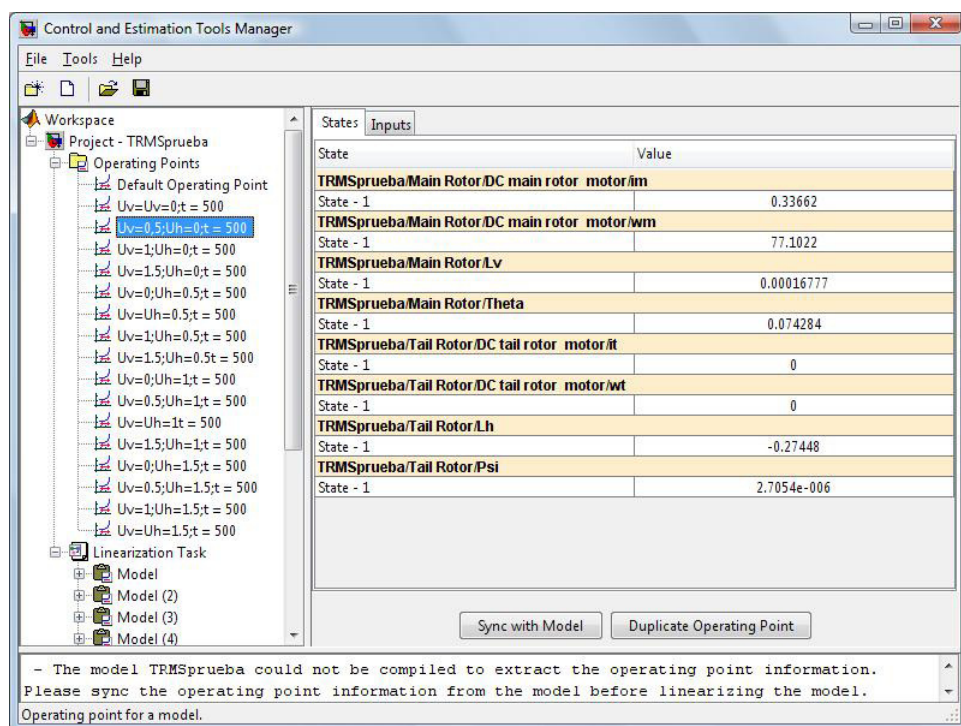 Control and Estimation Tools Manager
File Tools Help
Workspace
Project - TRMSprueba
Operating Points
Default Operating Point
Uv=Uv=0;t = 500
Uv=0,5;Uh=0;t = 500
Uv=1;Uh=0;t = 500
Uv=1.5;Uh=0;t = 500
Uv=0;Uh=0.5;t = 500
Uv=Uh=0.5;t = 500
Uv=1;Uh=0.5;t = 500
Uv=1.5;Uh=0.5t = 500
Uv=0;Uh=1;t = 500
Uv=0.5;Uh=1;t = 500
Uv=Uh=1t = 500
Uv=1.5;Uh=1;t = 500
Uv=0;Uh=1.5;t = 500
Uv=0.5;Uh=1.5;t = 500
Uv=1;Uh=1.5;t = 500
Uv=Uh=1.5;t = 500
Linearization Task
Model
Model (2)
Model (3)
Model (4)
States Inputs
State Value
TRMSprueba/Main Rotor/DC main rotor motor/im
State - 1 0.33662
TRMSprueba/Main Rotor/DC main rotor motor/wm
State - 1 77.1022
TRMSprueba/Main Rotor/Lv
State - 1 0.00016777
TRMSprueba/Main Rotor/Theta
State - 1 0.074284
TRMSprueba/Tail Rotor/DC tail rotor motor/it
State - 1 0
TRMSprueba/Tail Rotor/DC tail rotor motor/wt
State - 1 0
TRMSprueba/Tail Rotor/Lh
State - 1 -0.27448
TRMSprueba/Tail Rotor/Psi
State - 1 2.7054e-006
Sync with Model Duplicate Operating Point
- The model TRMSprueba could not be compiled to extract the operating point information.
Please sync the operating point information from the model before linearizing the model.
Operating point for a model.